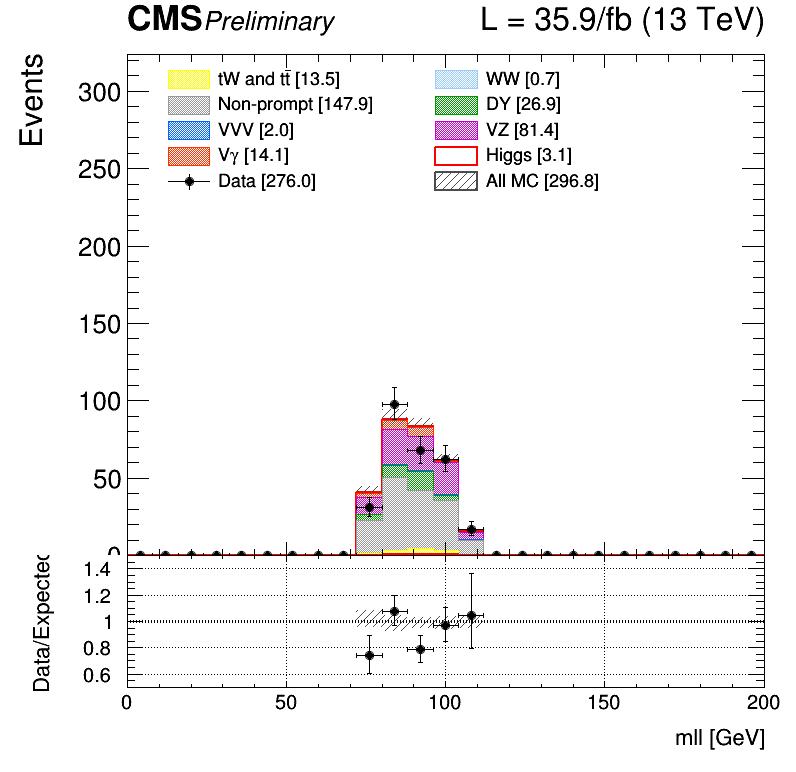 CMS Preliminary L = 35.9/fb (13 TeV)
Events
300
250
200
150
100
50
0
tW and tt̄ [13.5]
WW [0.7]
Non-prompt [147.9]
DY [26.9]
VVV [2.0]
VZ [81.4]
Vγ [14.1]
Higgs [3.1]
Data [276.0]
All MC [296.8]
Data/Expected
1.4
1.2
1
0.8
0.6
0 50 100 150 200
mll [GeV]